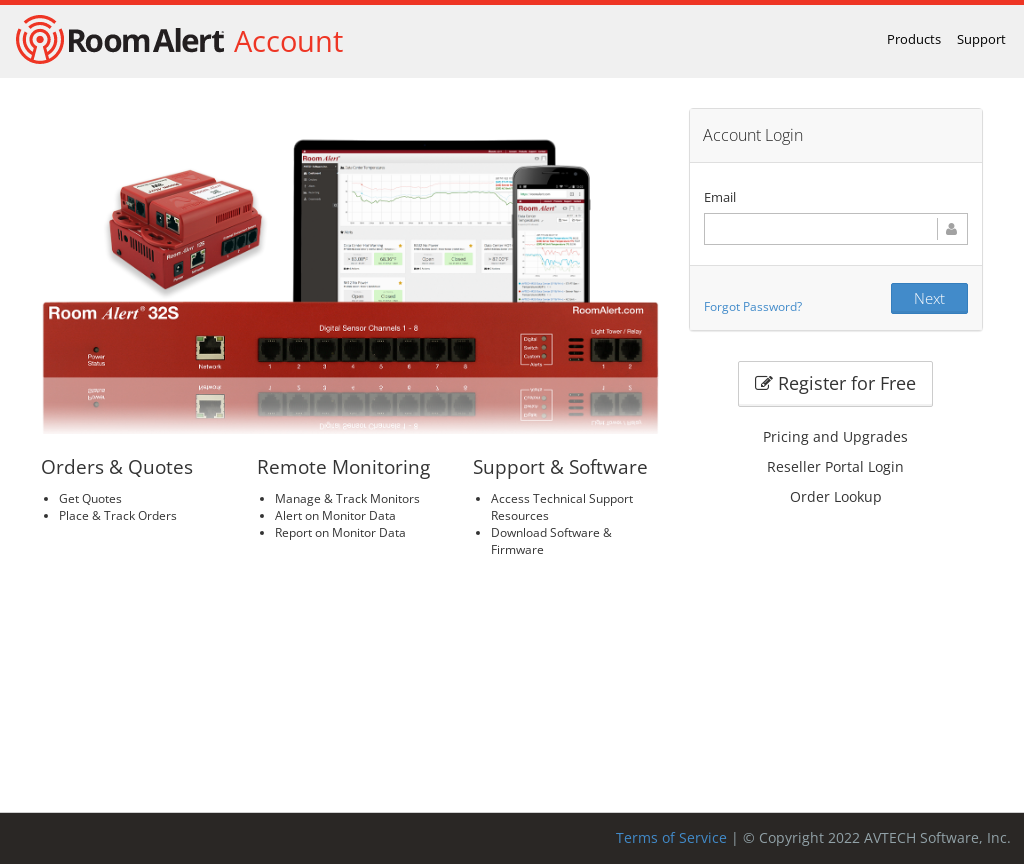 RoomAlert Account
Products Support
Account Login
Email
Forgot Password?
Next
Register for Free
Pricing and Upgrades
Reseller Portal Login
Order Lookup
Room Alert® 32S
RoomAlert.com
Digital Sensor Channels 1 - 8
Light Tower / Relay
Power
Status
Network
1 2 3 4 5 6 7 8
Digital
Switch
Custom
Alerts
1 2
Orders & Quotes
Get Quotes
Place & Track Orders
Remote Monitoring
Manage & Track Monitors
Alert on Monitor Data
Report on Monitor Data
Support & Software
Access Technical Support
Resources
Download Software &
Firmware
Terms of Service | © Copyright 2022 AVTECH Software, Inc.